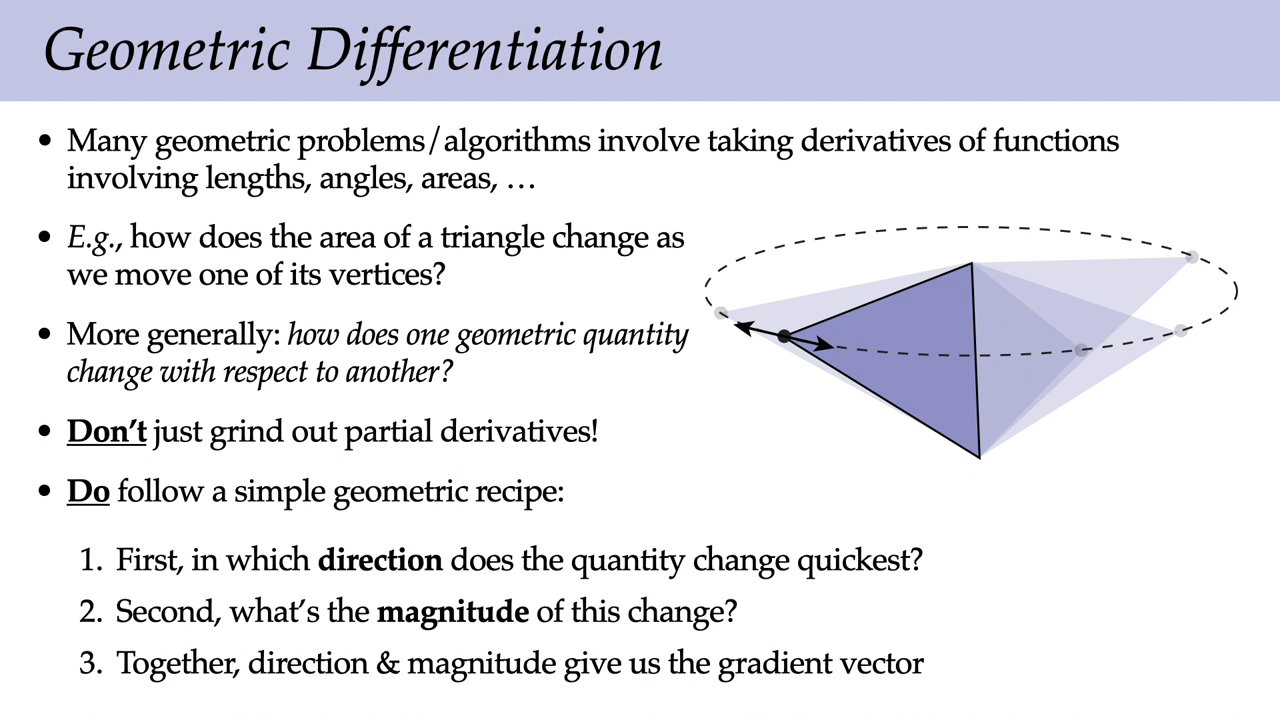 Geometric Differentiation
• Many geometric problems/algorithms involve taking derivatives of functions
involving lengths, angles, areas, …
• E.g., how does the area of a triangle change as
we move one of its vertices?
• More generally: how does one geometric quantity
change with respect to another?
• Don’t just grind out partial derivatives!
• Do follow a simple geometric recipe:
1. First, in which direction does the quantity change quickest?
2. Second, what’s the magnitude of this change?
3. Together, direction & magnitude give us the gradient vector